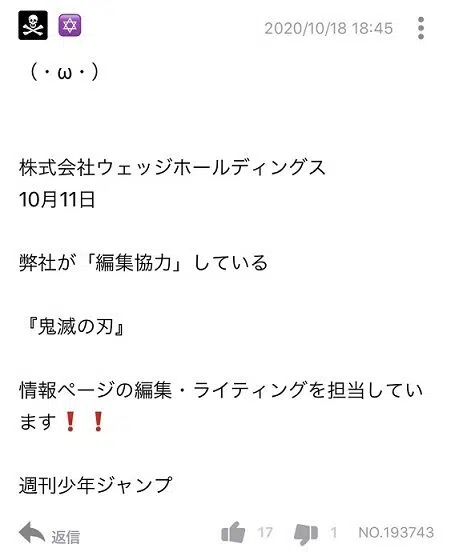 ☠️ 🔯 2020/10/18 18:45
（・ω・）
株式会社ウェッジホールディングス
10月11日
弊社が「編集協力」している
『鬼滅の刃』
情報ページの編集・ライティングを担当してい
ます❗❗
週刊少年ジャンプ
返信 17 1 NO.193743